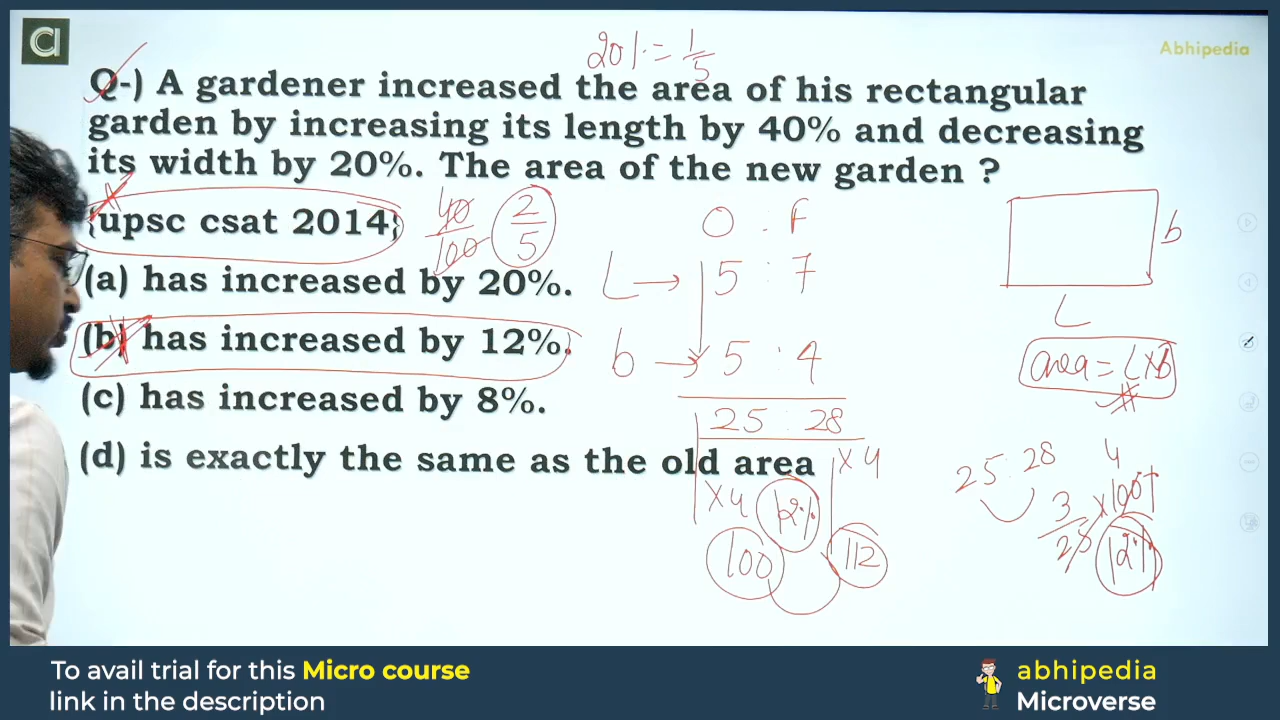 CA
20% = 1/5
Abhipedia
Q-) A gardener increased the area of his rectangular
garden by increasing its length by 40% and decreasing
its width by 20%. The area of the new garden ?
{upsc csat 2014}
40/100
2/5
O : F
(a) has increased by 20%.
L → 5 : 7
b
L
(b) has increased by 12%.
b → 5 : 4
area = L×B
(c) has increased by 8%.
25 : 28
(d) is exactly the same as the old area
×4
×4
12%
100
112
25 : 28
3/25 × 100%
4
12%
To avail trial for this Micro course
link in the description
abhipedia
Microverse